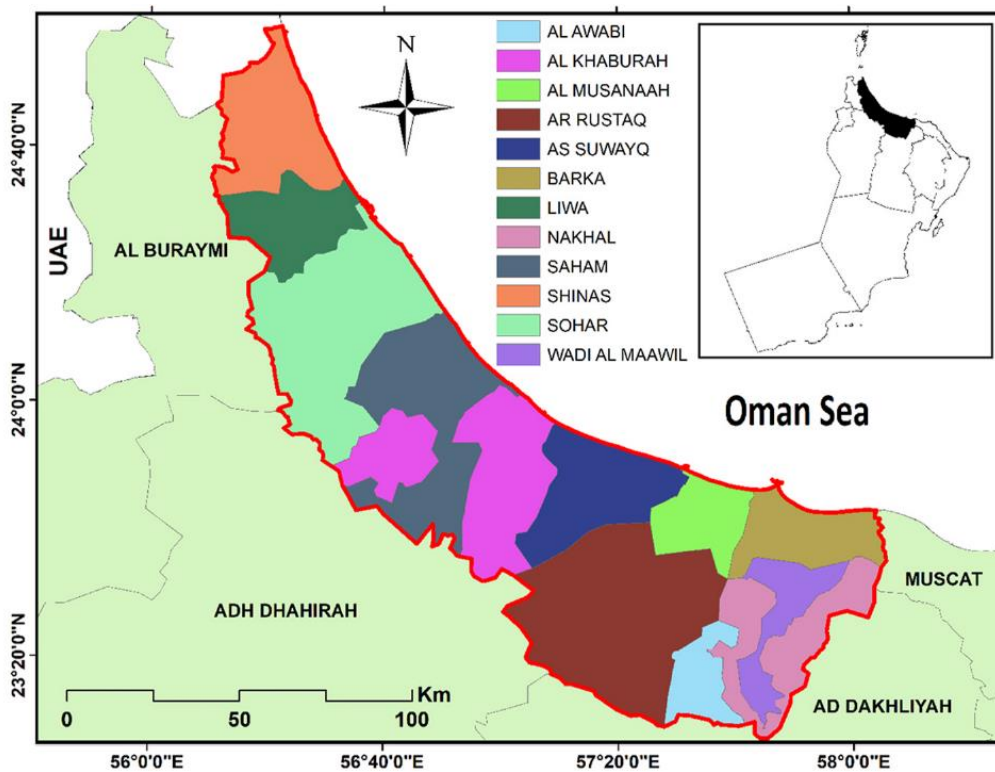 N
AL AWABI
AL KHABURAH
AL MUSANAAH
AR RUSTAQ
AS SUWAYQ
BARKA
LIWA
NAKHAL
SAHAM
SHINAS
SOHAR
WADI AL MAAWIL
24°40'0"N
24°0'0"N
23°20'0"N
UAE
AL BURAYMI
Oman Sea
MUSCAT
ADH DHAHIRAH
AD DAKHLIYAH
Km
0 50 100
56°0'0"E 56°40'0"E 57°20'0"E 58°0'0"E